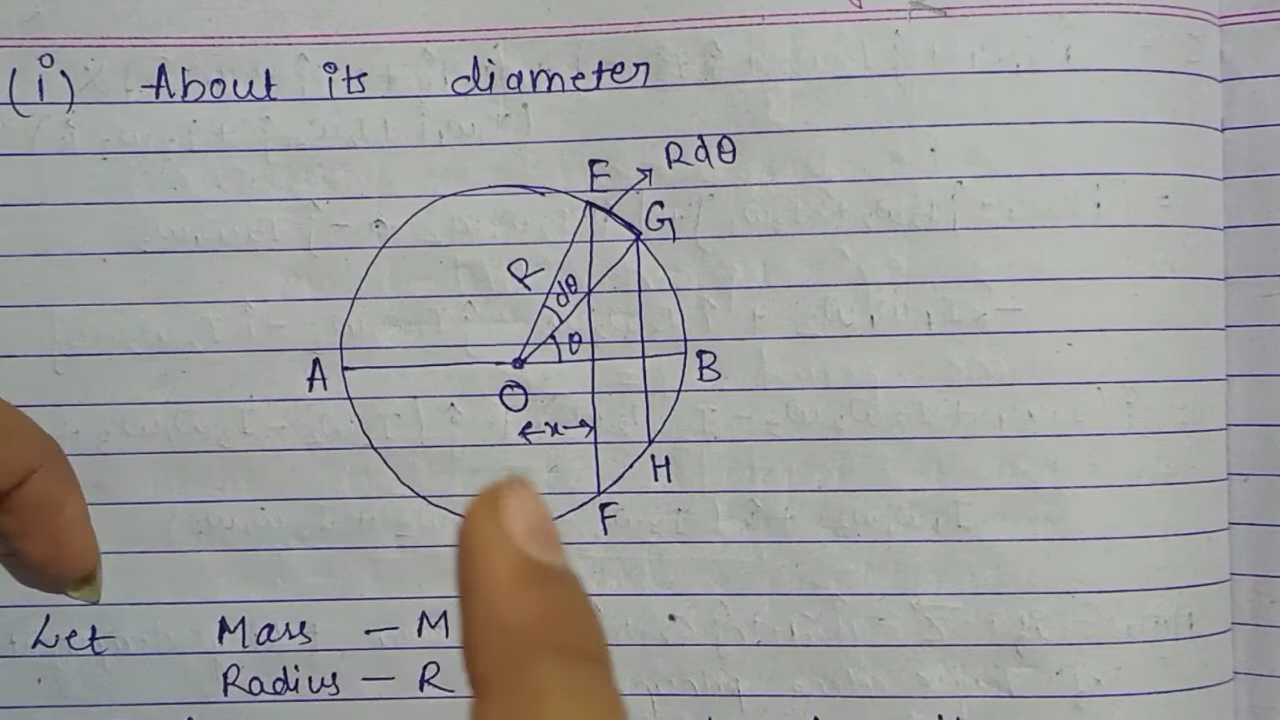 (i) About its diameter
Rdθ
E
G
R
dθ
θ
A
B
O
x
H
F
Let Mass - M
Radius - R